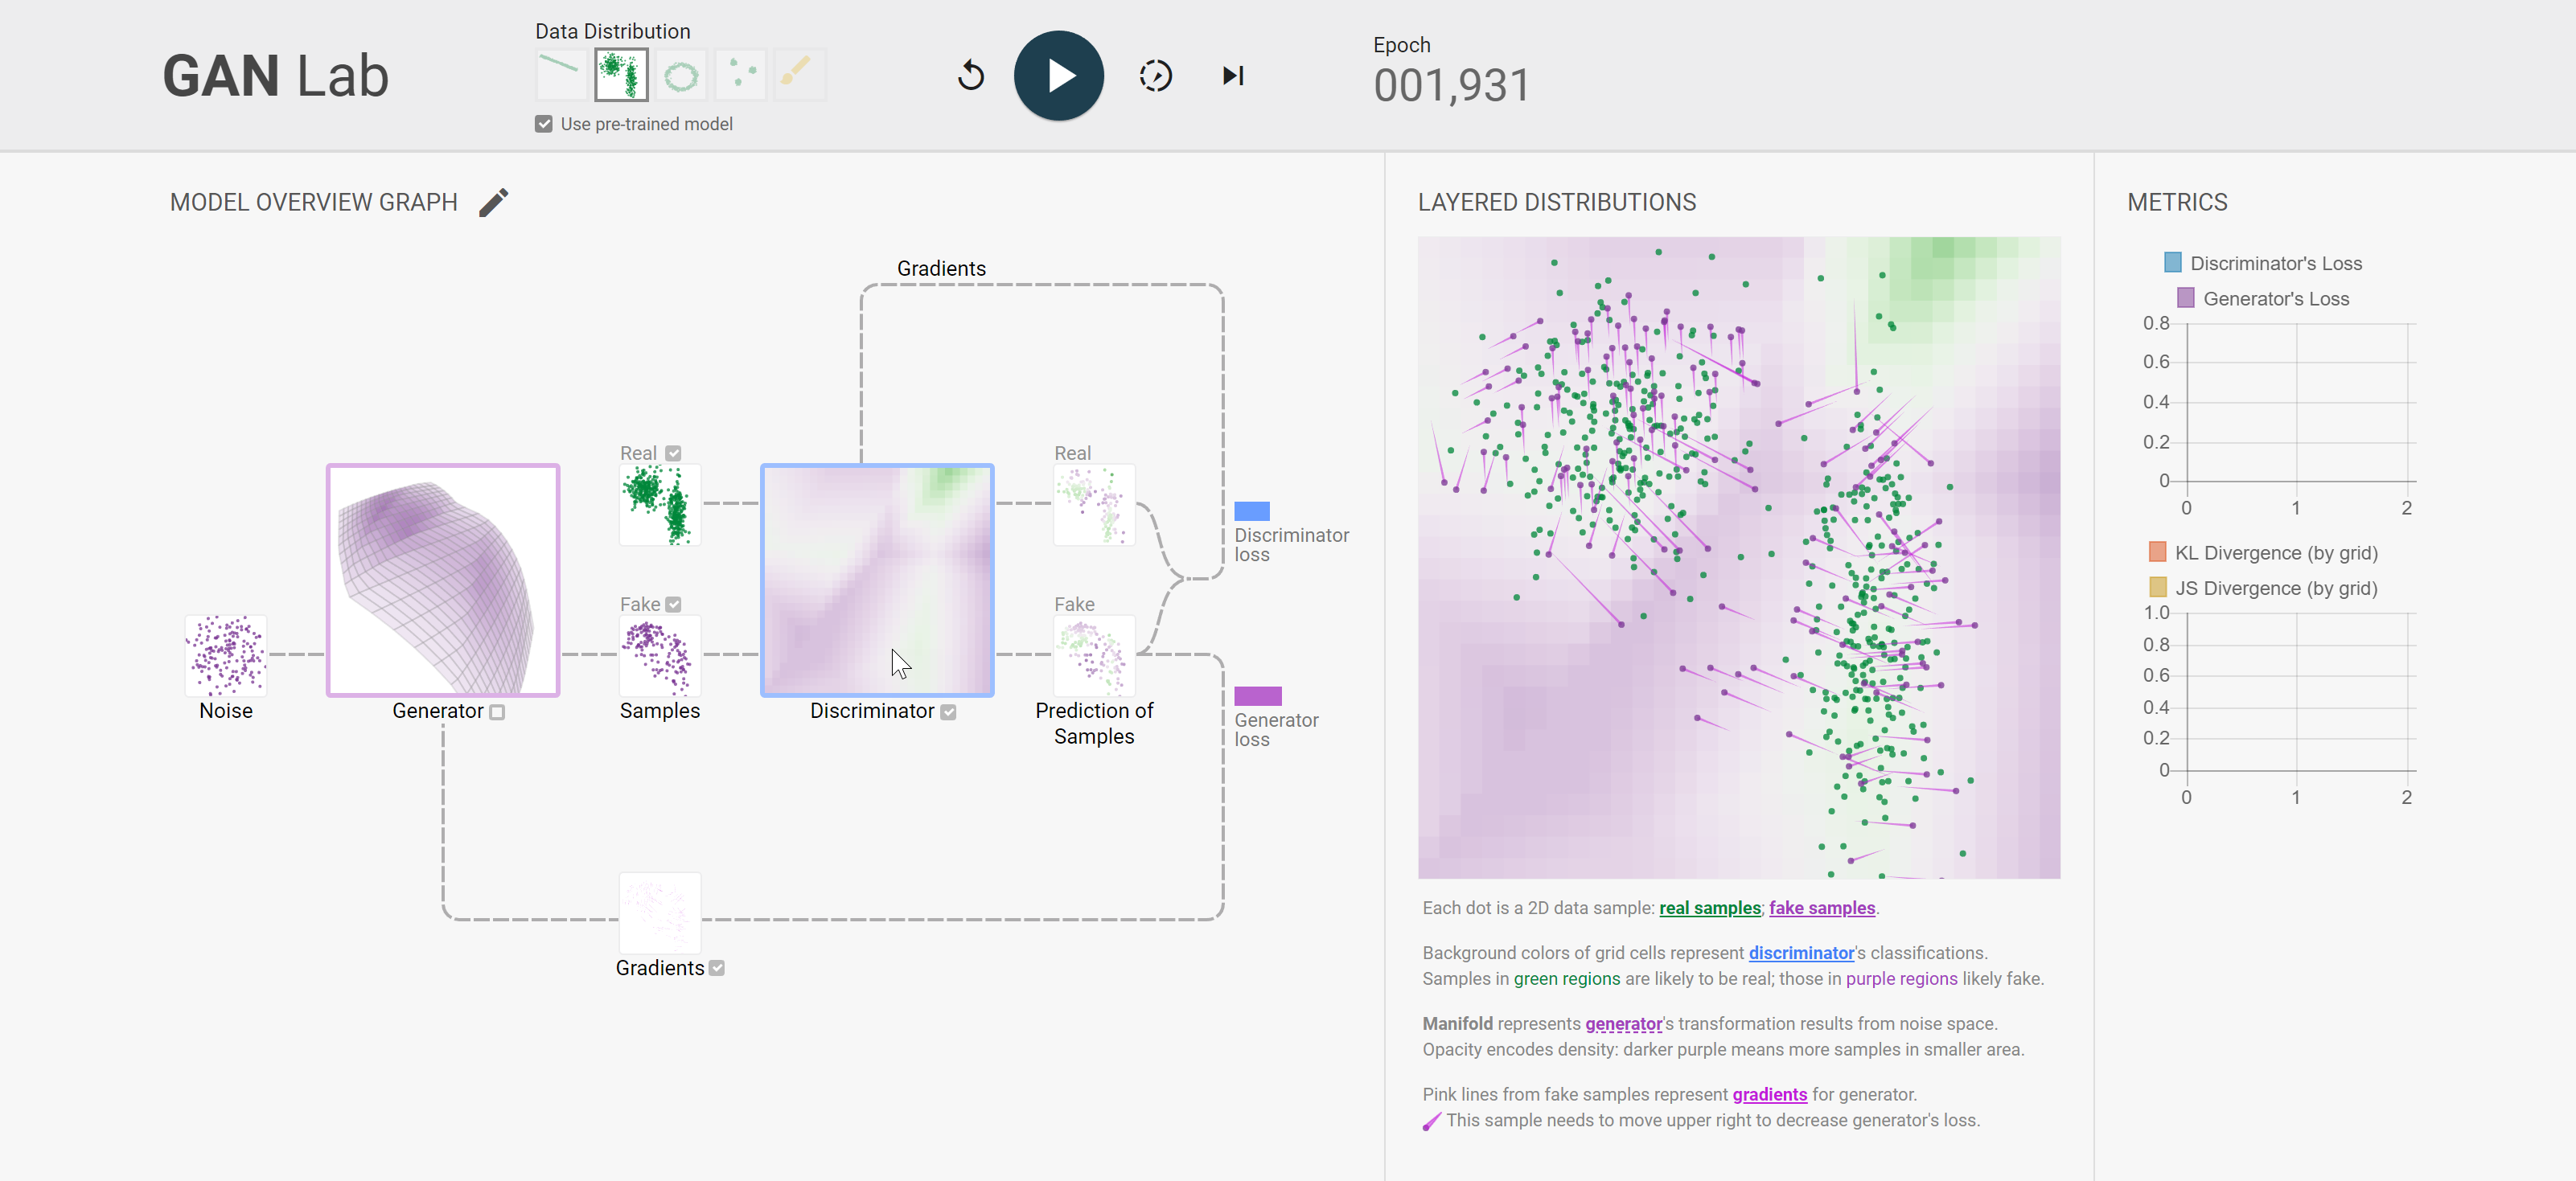 GAN Lab
Data Distribution
Use pre-trained model
Epoch
001,931
MODEL OVERVIEW GRAPH
Gradients
Real
Real
Discriminator
loss
Fake
Fake
Noise
Generator
Samples
Discriminator
Prediction of
Samples
Generator
loss
Gradients
LAYERED DISTRIBUTIONS
Each dot is a 2D data sample: real samples; fake samples.
Background colors of grid cells represent discriminator's classifications.
Samples in green regions are likely to be real; those in purple regions likely fake.
Manifold represents generator's transformation results from noise space.
Opacity encodes density: darker purple means more samples in smaller area.
Pink lines from fake samples represent gradients for generator.
This sample needs to move upper right to decrease generator's loss.
METRICS
Discriminator's Loss
Generator's Loss
0.8
0.6
0.4
0.2
0
0 1 2
KL Divergence (by grid)
JS Divergence (by grid)
1.0
0.8
0.6
0.4
0.2
0
0 1 2